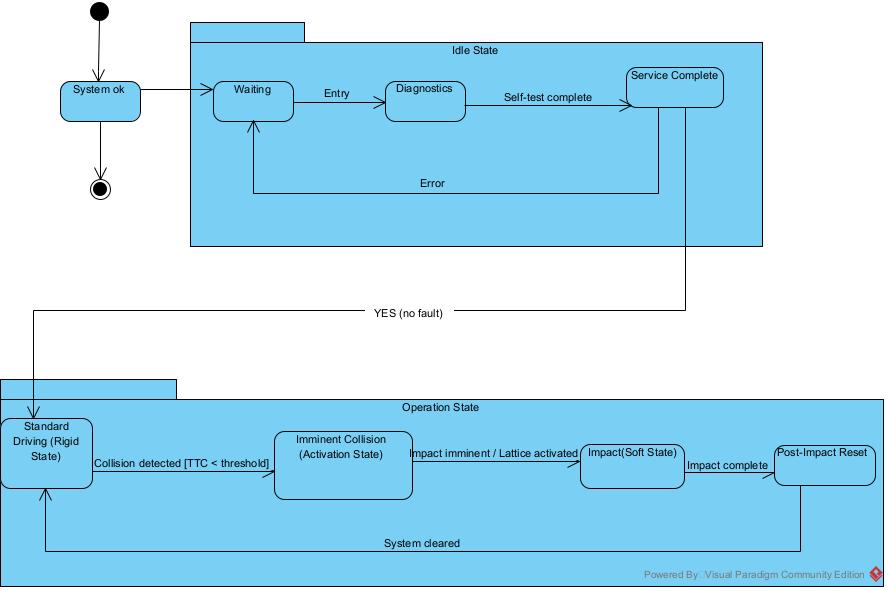 Idle State
System ok
Waiting
Entry
Diagnostics
Self-test complete
Service Complete
Error
YES (no fault)
Operation State
Standard
Driving (Rigid
State)
Collision detected [TTC < threshold]
Imminent Collision
(Activation State)
Impact imminent / Lattice activated
Impact(Soft State)
Impact complete
Post-Impact Reset
System cleared
Powered By Visual Paradigm Community Edition